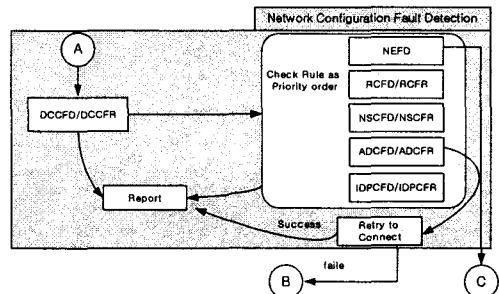 Network Configuration Fault Detection
A
NEFD
Check Rule as
Priority order
RCFD/RCFR
DCCFD/DCCFR
NSCFD/NSCFR
ADCFD/ADCFR
Report
IDPCFD/IDPCFR
Success
Retry to
Connect
faile
B
C